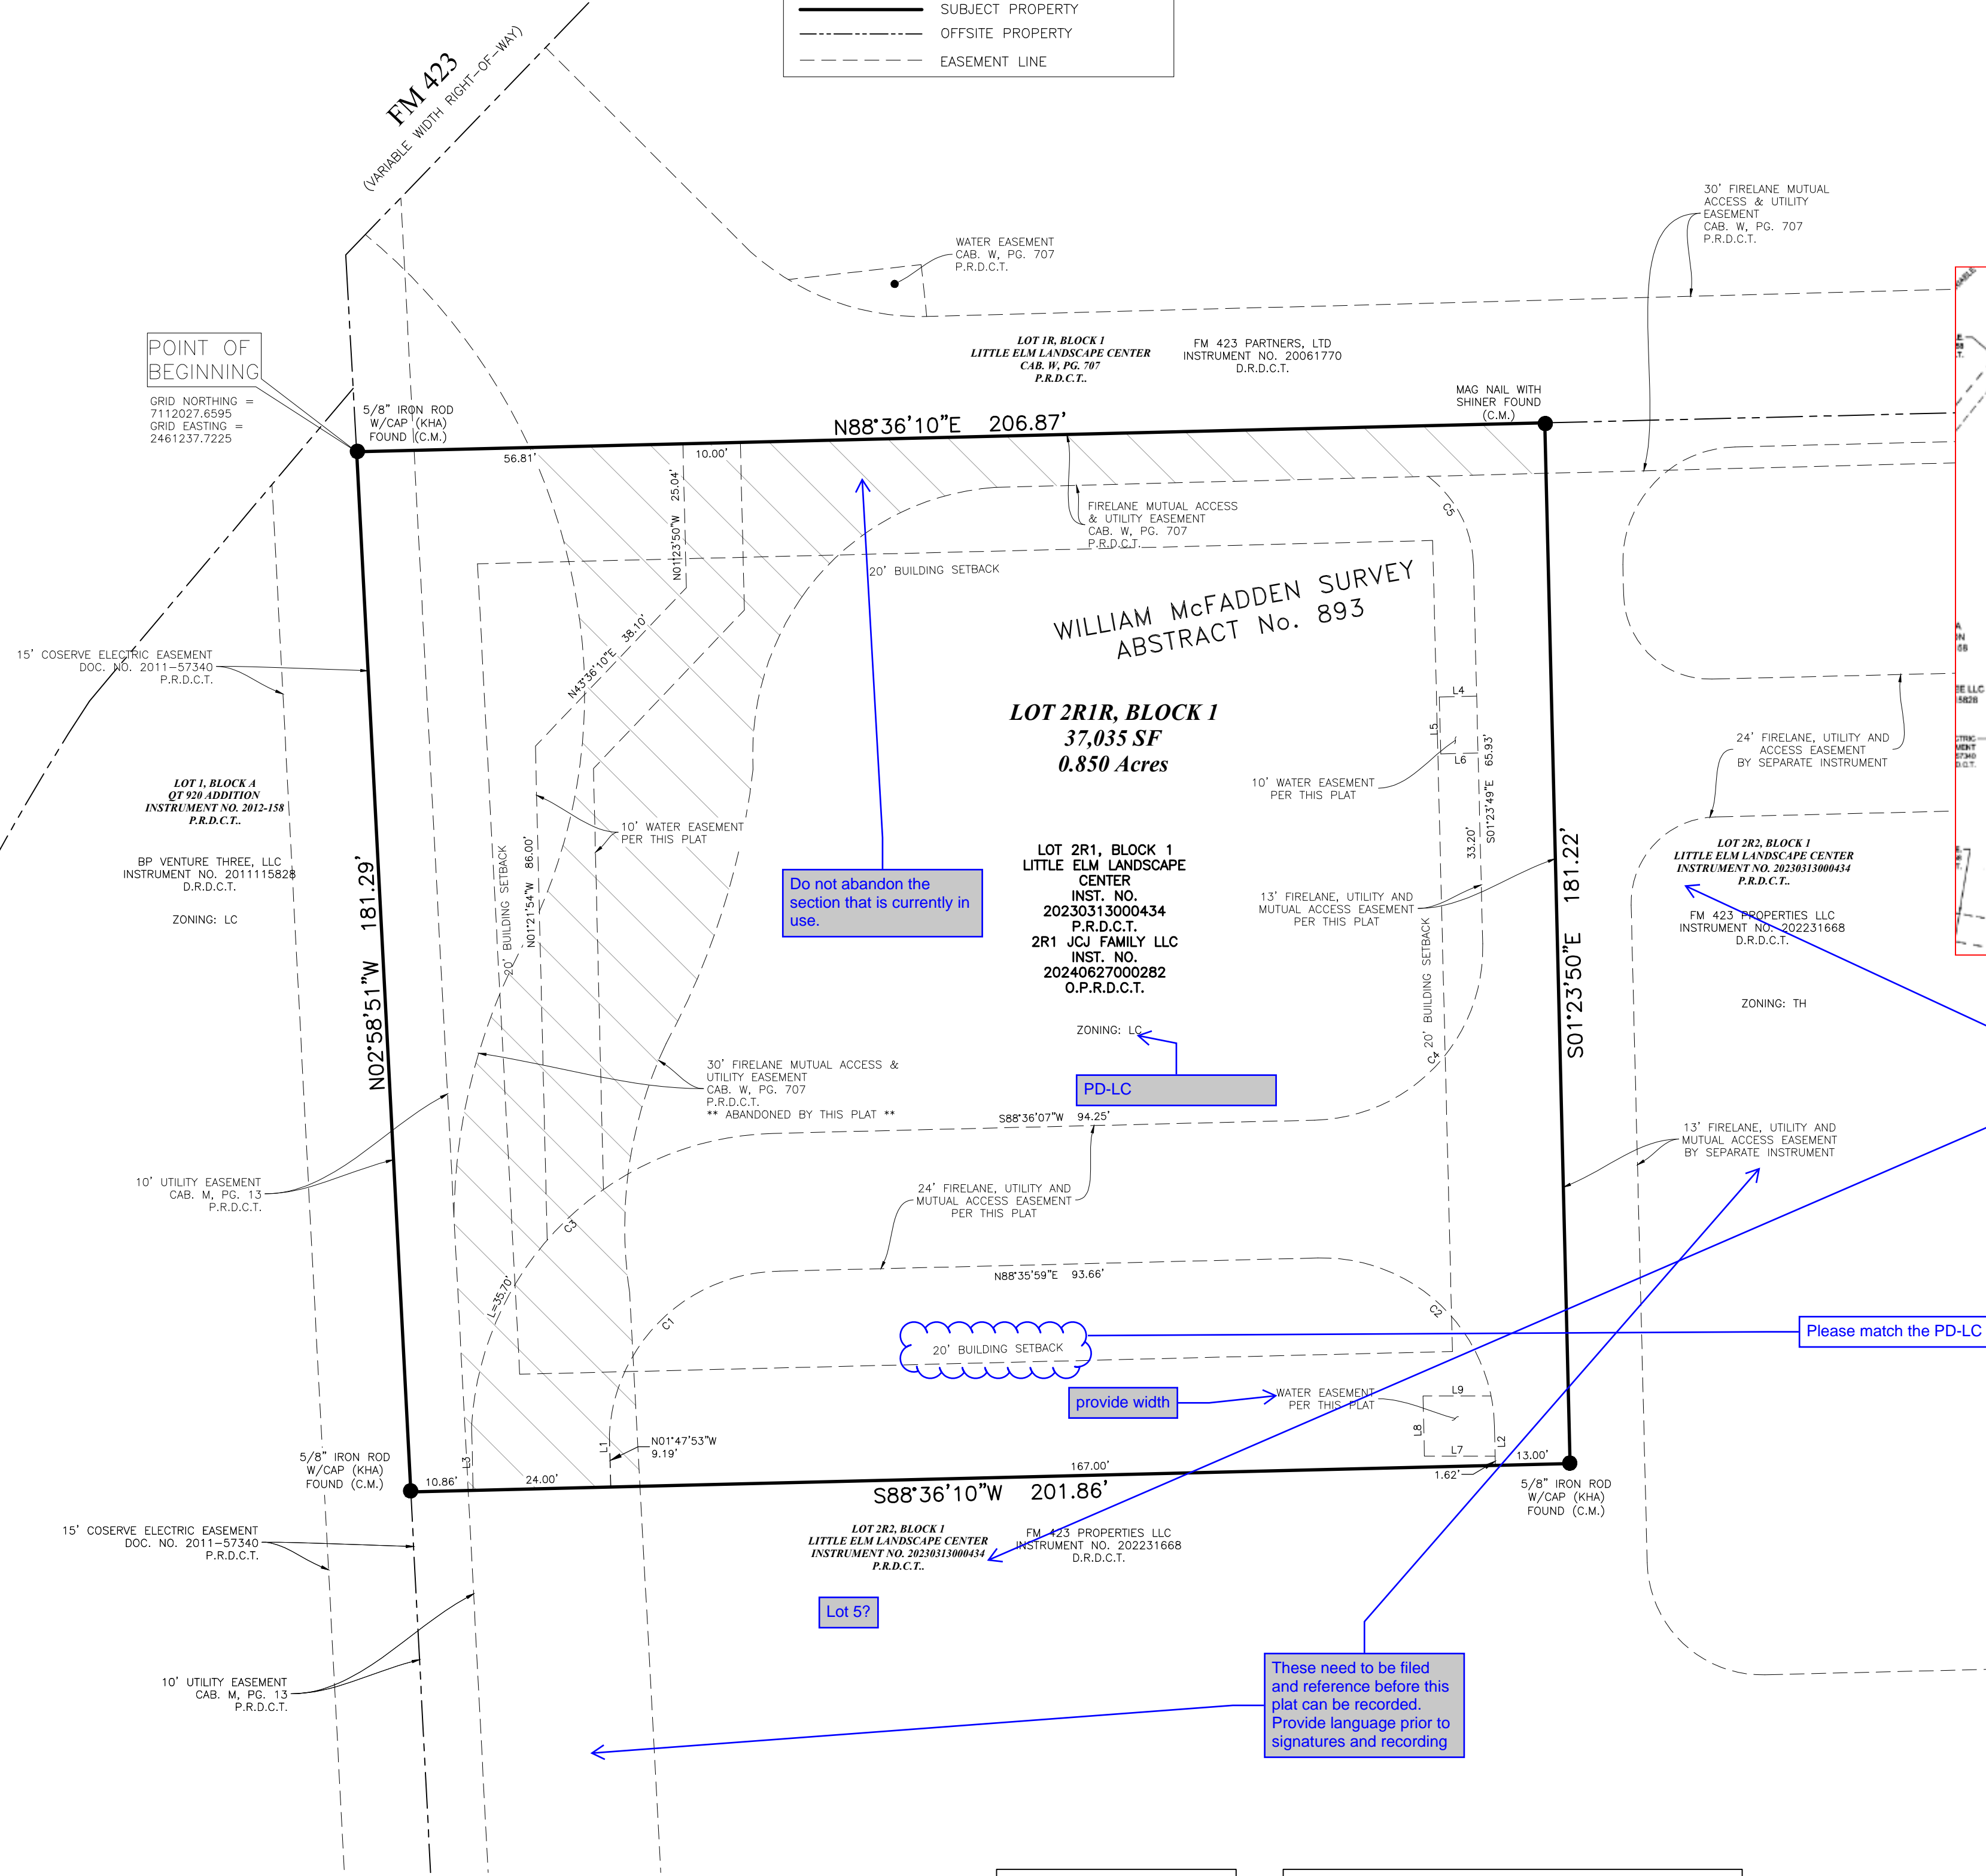 SUBJECT PROPERTY
OFFSITE PROPERTY
EASEMENT LINE
FM 423
(VARIABLE WIDTH RIGHT-OF-WAY)
30' FIRELANE MUTUAL
ACCESS & UTILITY
EASEMENT
CAB. W, PG. 707
P.R.D.C.T.
WATER EASEMENT
CAB. W, PG. 707
P.R.D.C.T.
POINT OF
BEGINNING
GRID NORTHING =
7112027.6595
GRID EASTING =
2461237.7225
LOT 1R, BLOCK 1
LITTLE ELM LANDSCAPE CENTER
CAB. W, PG. 707
P.R.D.C.T..
FM 423 PARTNERS, LTD
INSTRUMENT NO. 20061770
D.R.D.C.T.
MAG NAIL WITH
SHINER FOUND
(C.M.)
5/8" IRON ROD
W/CAP (KHA)
FOUND (C.M.)
N88°36'10"E 206.87'
56.81'
10.00'
N01°23'50"W 25.04'
FIRELANE MUTUAL ACCESS
& UTILITY EASEMENT
CAB. W, PG. 707
P.R.D.C.T.
C5
20' BUILDING SETBACK
WILLIAM McFADDEN SURVEY
ABSTRACT No. 893
N43°36'10"E 38.10'
15' COSERVE ELECTRIC EASEMENT
DOC. NO. 2011-57340
P.R.D.C.T.
LOT 2R1R, BLOCK 1
37,035 SF
0.850 Acres
L4
L5
L6
10' WATER EASEMENT
PER THIS PLAT
S01°23'49"E 65.93'
33.20'
24' FIRELANE, UTILITY AND
ACCESS EASEMENT
BY SEPARATE INSTRUMENT
LOT 1, BLOCK A
QT 920 ADDITION
INSTRUMENT NO. 2012-158
P.R.D.C.T..
BP VENTURE THREE, LLC
INSTRUMENT NO. 2011115828
D.R.D.C.T.
ZONING: LC
10' WATER EASEMENT
PER THIS PLAT
N01°21'54"W 86.00'
20' BUILDING SETBACK
N02°58'51"W 181.29'
Do not abandon the
section that is currently in
use.
LOT 2R1, BLOCK 1
LITTLE ELM LANDSCAPE
CENTER
INST. NO.
20230313000434
P.R.D.C.T.
2R1 JCJ FAMILY LLC
INST. NO.
20240627000282
O.P.R.D.C.T.
13' FIRELANE, UTILITY AND
MUTUAL ACCESS EASEMENT
PER THIS PLAT
20' BUILDING SETBACK
S01°23'50"E 181.22'
LOT 2R2, BLOCK 1
LITTLE ELM LANDSCAPE CENTER
INSTRUMENT NO. 20230313000434
P.R.D.C.T..
FM 423 PROPERTIES LLC
INSTRUMENT NO. 202231668
D.R.D.C.T.
ZONING: TH
ZONING: LC
PD-LC
C4
30' FIRELANE MUTUAL ACCESS &
UTILITY EASEMENT
CAB. W, PG. 707
P.R.D.C.T.
** ABANDONED BY THIS PLAT **
S88°36'07"W 94.25'
13' FIRELANE, UTILITY AND
MUTUAL ACCESS EASEMENT
BY SEPARATE INSTRUMENT
10' UTILITY EASEMENT
CAB. M, PG. 13
P.R.D.C.T.
24' FIRELANE, UTILITY AND
MUTUAL ACCESS EASEMENT
PER THIS PLAT
C3
N88°35'59"E 93.66'
L=35.70'
C1
C2
20' BUILDING SETBACK
Please match the PD-LC
provide width
WATER EASEMENT
PER THIS PLAT
L9
L8
L7
L2
L3
L1
N01°47'53"W
9.19'
5/8" IRON ROD
W/CAP (KHA)
FOUND (C.M.)
10.86'
24.00'
167.00'
1.62'
13.00'
S88°36'10"W 201.86'
5/8" IRON ROD
W/CAP (KHA)
FOUND (C.M.)
15' COSERVE ELECTRIC EASEMENT
DOC. NO. 2011-57340
P.R.D.C.T.
LOT 2R2, BLOCK 1
LITTLE ELM LANDSCAPE CENTER
INSTRUMENT NO. 20230313000434
P.R.D.C.T..
FM 423 PROPERTIES LLC
INSTRUMENT NO. 202231668
D.R.D.C.T.
Lot 5?
These need to be filed
and reference before this
plat can be recorded.
Provide language prior to
signatures and recording
10' UTILITY EASEMENT
CAB. M, PG. 13
P.R.D.C.T.